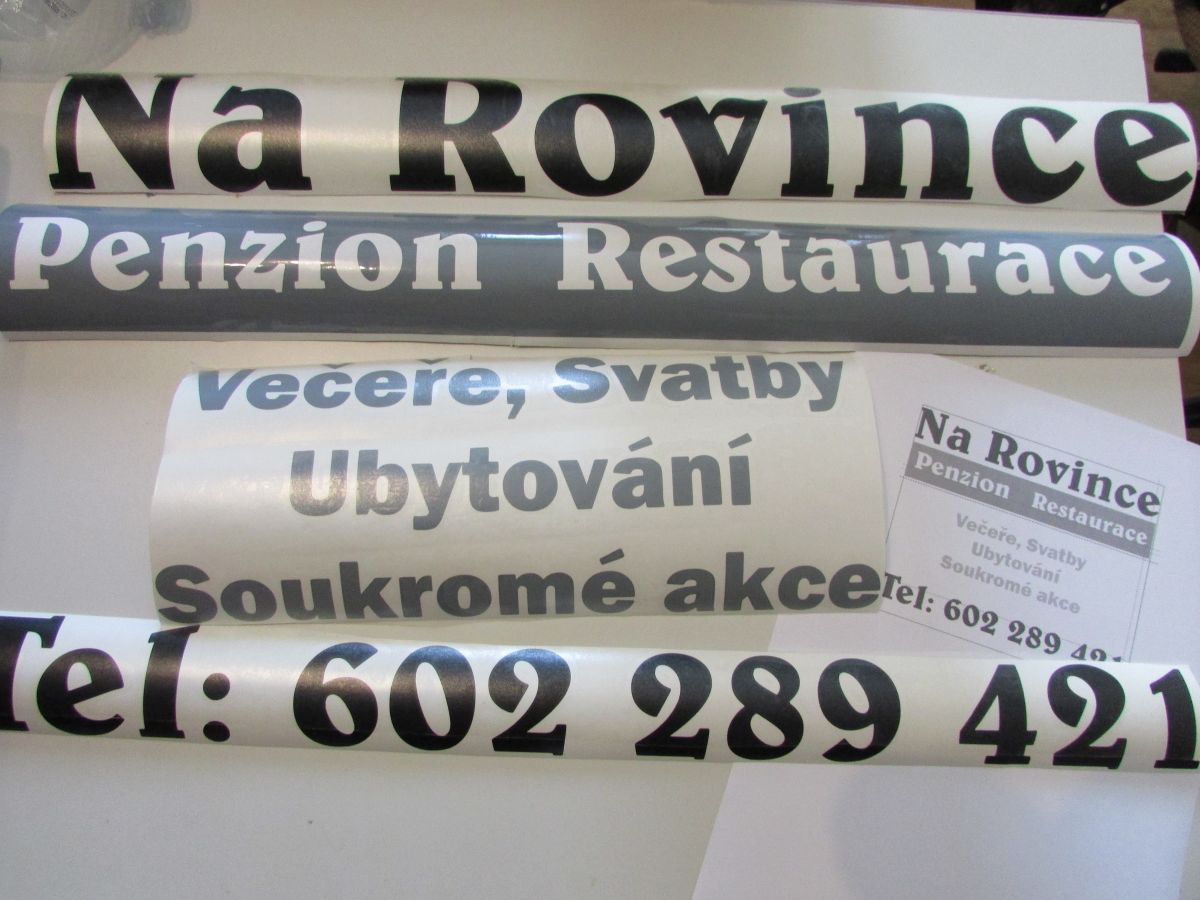 Na Rovince
Penzion Restaurace
Večeře, Svatby
Ubytování
Soukromé akce
Tel: 602 289 421
Na Rovince
Penzion Restaurace
Večeře, Svatby
Ubytování
Soukromé akce
Tel: 602 289 421